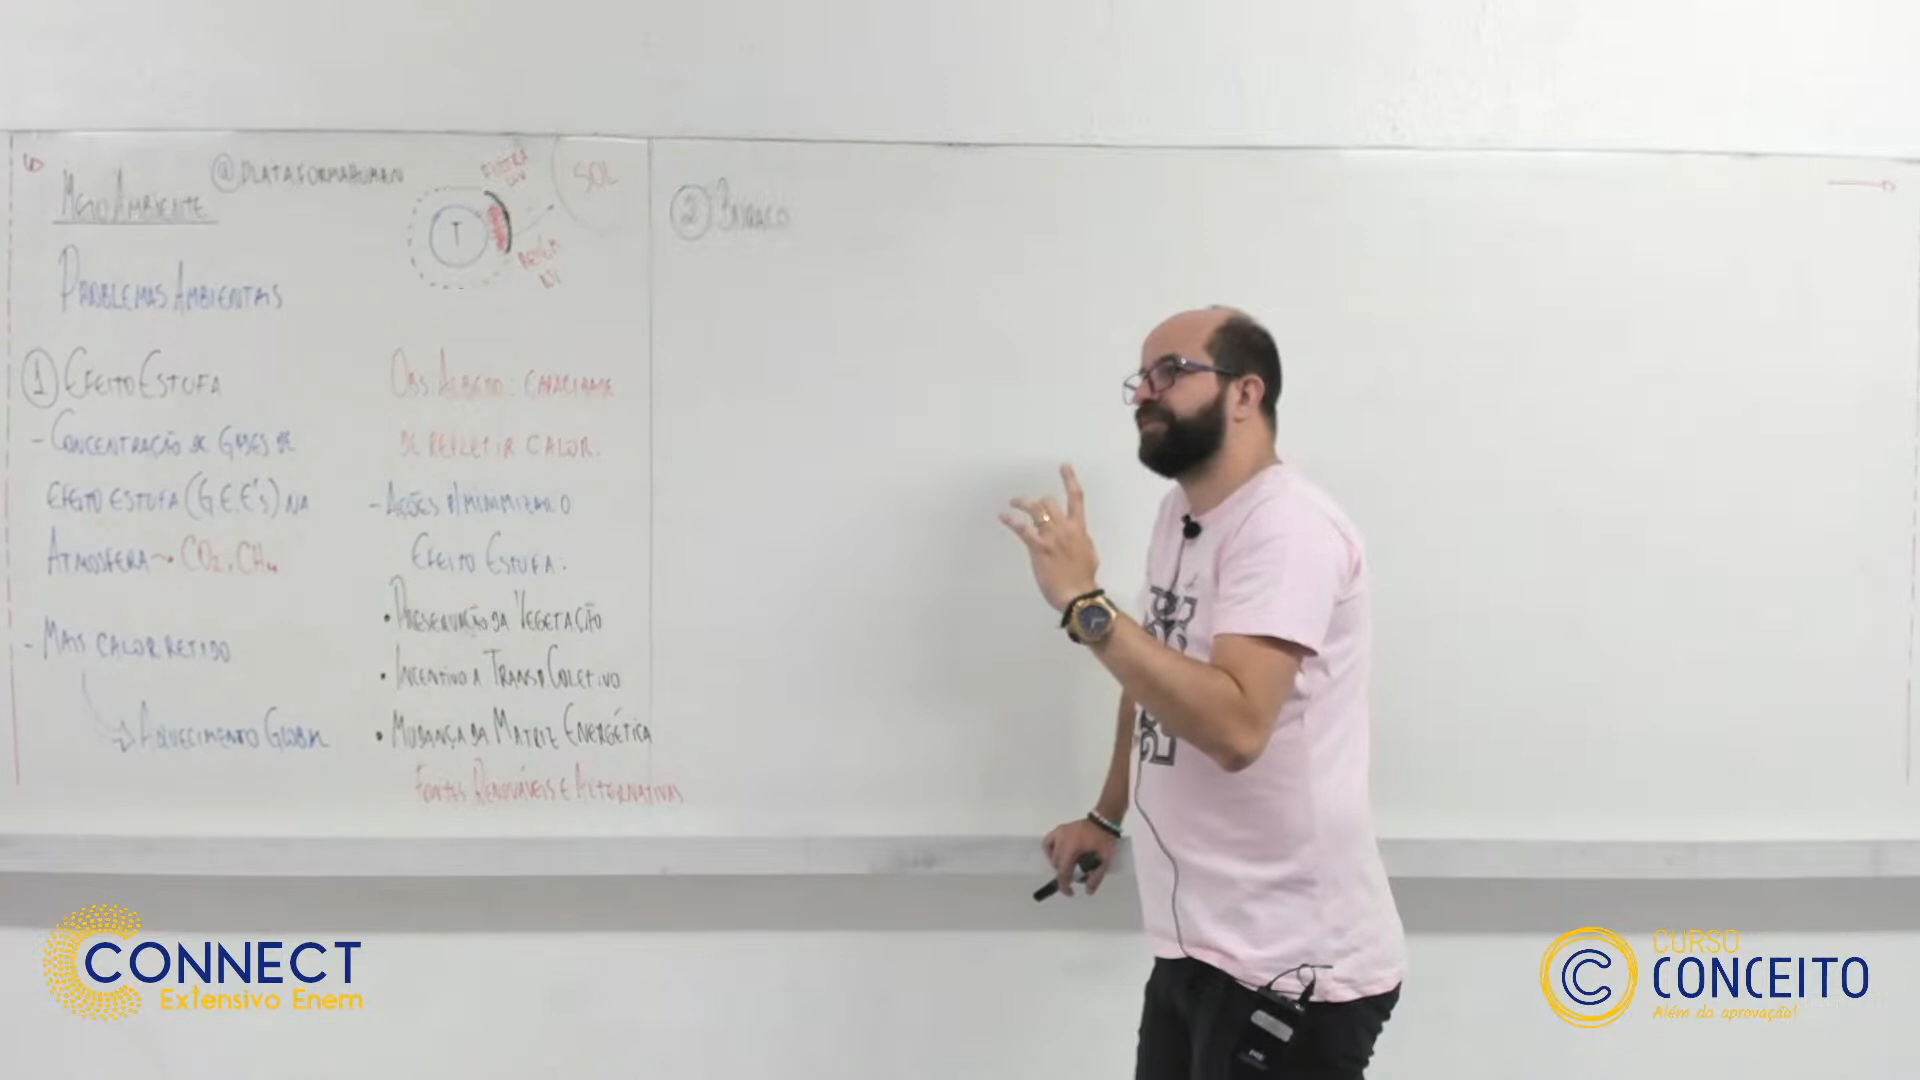 @PLATAFORMAHUMAN
MEIO AMBIENTE
PROBLEMAS AMBIENTAIS
FILTRA
UV
SOL
T
RETÉM
① EFEITO ESTUFA
- CONCENTRAÇÃO DE GASES DE
EFEITO ESTUFA (G.E.E's) NA
ATMOSFERA → CO₂, CH₄
- MAIS CALOR RETIDO
→ AQUECIMENTO GLOBAL
OBS. ALBEDO: CAPACIDADE
DE REFLETIR CALOR.
- AÇÕES P/ MINIMIZAR O
EFEITO ESTUFA:
• PRESERVAÇÃO DA VEGETAÇÃO
• INCENTIVO A TRANSP. COLETIVO
• MUDANÇA DA MATRIZ ENERGÉTICA
FONTES RENOVÁVEIS E ALTERNATIVAS
② BURACO
CONNECT
Extensivo Enem
CURSO
CONCEITO
Além da aprovação!